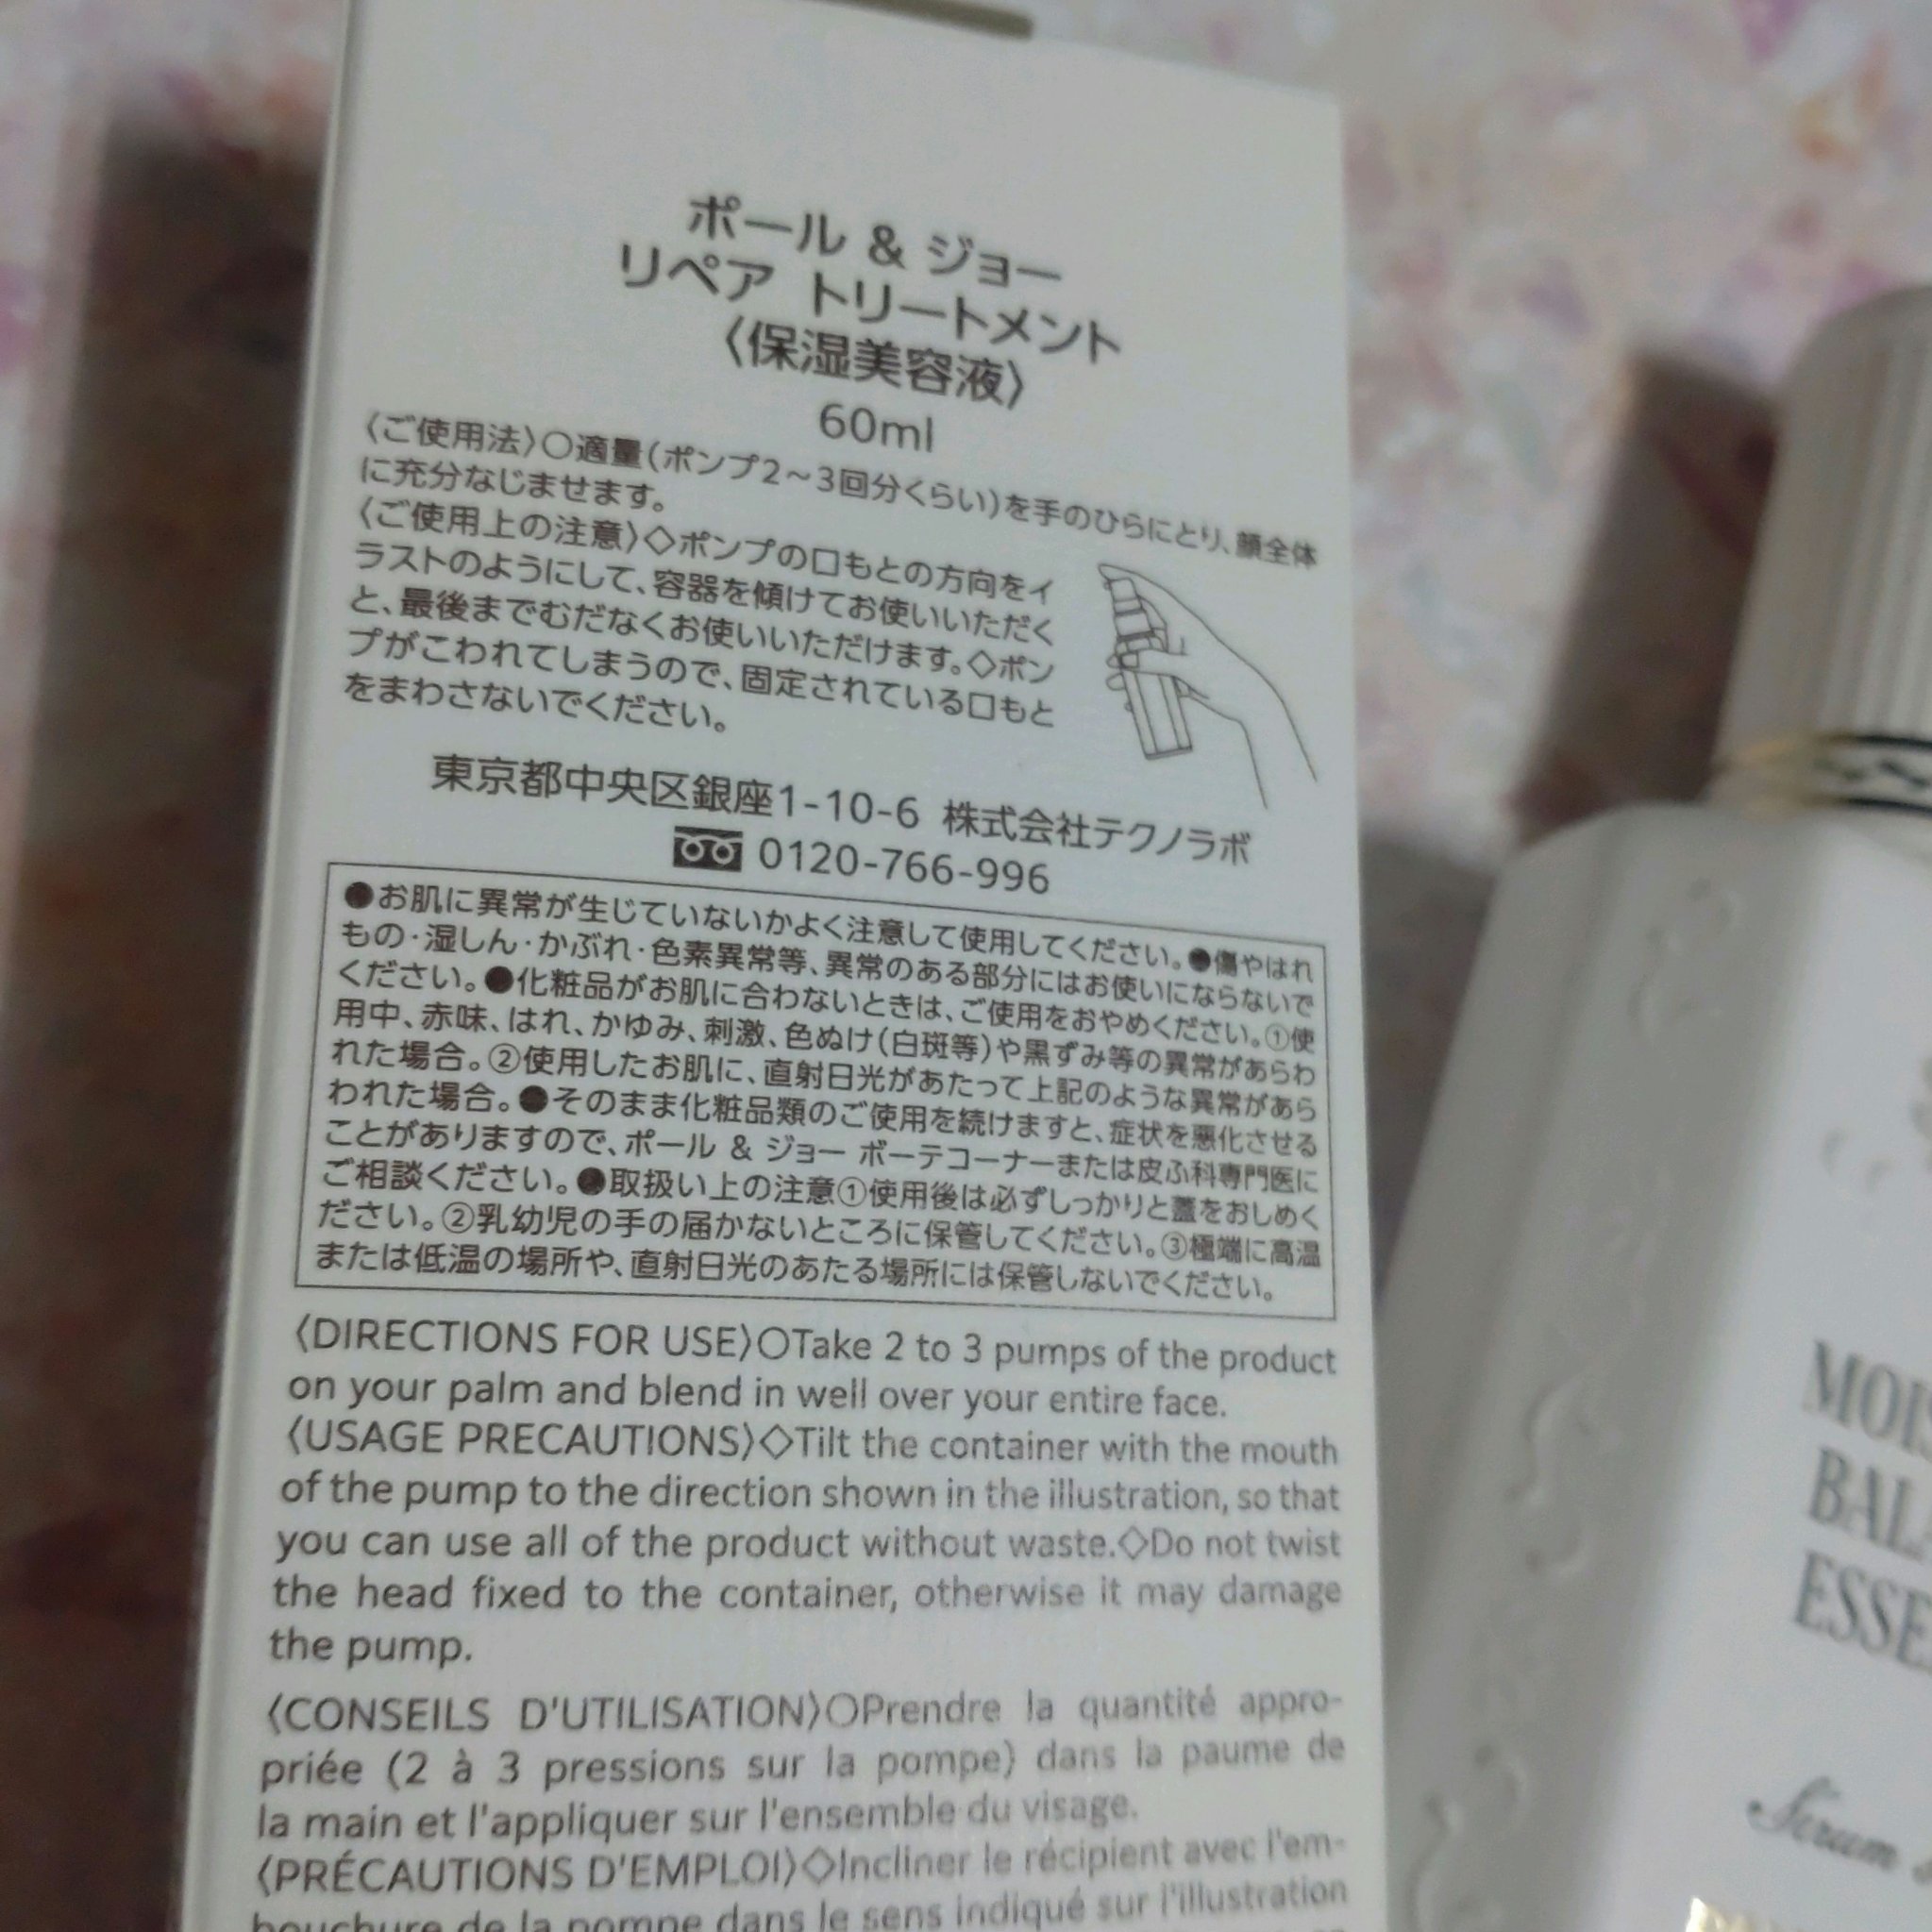 ポール & ジョー
リペア トリートメント
〈保湿美容液〉
60ml
〈ご使用法〉○適量(ポンプ2～3回分くらい)を手のひらにとり、顔全体
に充分なじませます。
〈ご使用上の注意〉◇ポンプの口もとの方向をイ
ラストのようにして、容器を傾けてお使いいただく
と、最後までむだなくお使いいただけます。◇ポン
プがこわれてしまうので、固定されている口もと
をまわさないでください。
東京都中央区銀座1-10-6 株式会社テクノラボ
0120-766-996
●お肌に異常が生じていないかよく注意して使用してください。●傷やはれ
もの・湿しん・かぶれ・色素異常等、異常のある部分にはお使いにならないで
ください。●化粧品がお肌に合わないときは、ご使用をおやめください。①使
用中、赤味、はれ、かゆみ、刺激、色ぬけ(白斑等)や黒ずみ等の異常があらわ
れた場合。②使用したお肌に、直射日光があたって上記のような異常があら
われた場合。●そのまま化粧品類のご使用を続けますと、症状を悪化させる
ことがありますので、ポール & ジョー ボーテコーナーまたは皮ふ科専門医に
ご相談ください。●取扱い上の注意①使用後は必ずしっかりと蓋をおしめく
ださい。②乳幼児の手の届かないところに保管してください。③極端に高温
または低温の場所や、直射日光のあたる場所には保管しないでください。
〈DIRECTIONS FOR USE〉○Take 2 to 3 pumps of the product
on your palm and blend in well over your entire face.
〈USAGE PRECAUTIONS〉◇Tilt the container with the mouth
of the pump to the direction shown in the illustration, so that
you can use all of the product without waste.◇Do not twist
the head fixed to the container, otherwise it may damage
the pump.
〈CONSEILS D'UTILISATION〉○Prendre la quantité appro-
priée (2 à 3 pressions sur la pompe) dans la paume de
la main et l'appliquer sur l'ensemble du visage.
〈PRÉCAUTIONS D'EMPLOI〉◇Incliner le récipient avec l'em-
bouchure de la pompe dans le sens indiqué sur l'illustration
MOIS
BALA
ESSE
Serum